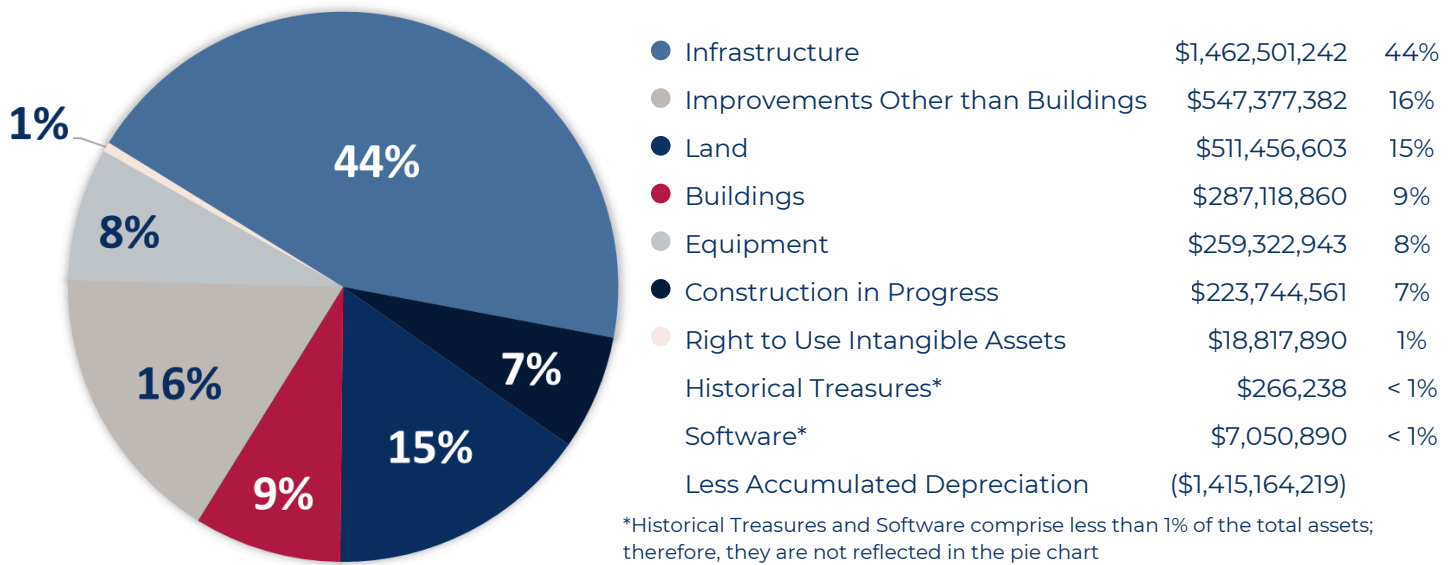 44%
1%
8%
16%
9%
15%
7%
Infrastructure $1,462,501,242 44%
Improvements Other than Buildings $547,377,382 16%
Land $511,456,603 15%
Buildings $287,118,860 9%
Equipment $259,322,943 8%
Construction in Progress $223,744,561 7%
Right to Use Intangible Assets $18,817,890 1%
Historical Treasures* $266,238 < 1%
Software* $7,050,890 < 1%
Less Accumulated Depreciation ($1,415,164,219)
*Historical Treasures and Software comprise less than 1% of the total assets;
therefore, they are not reflected in the pie chart